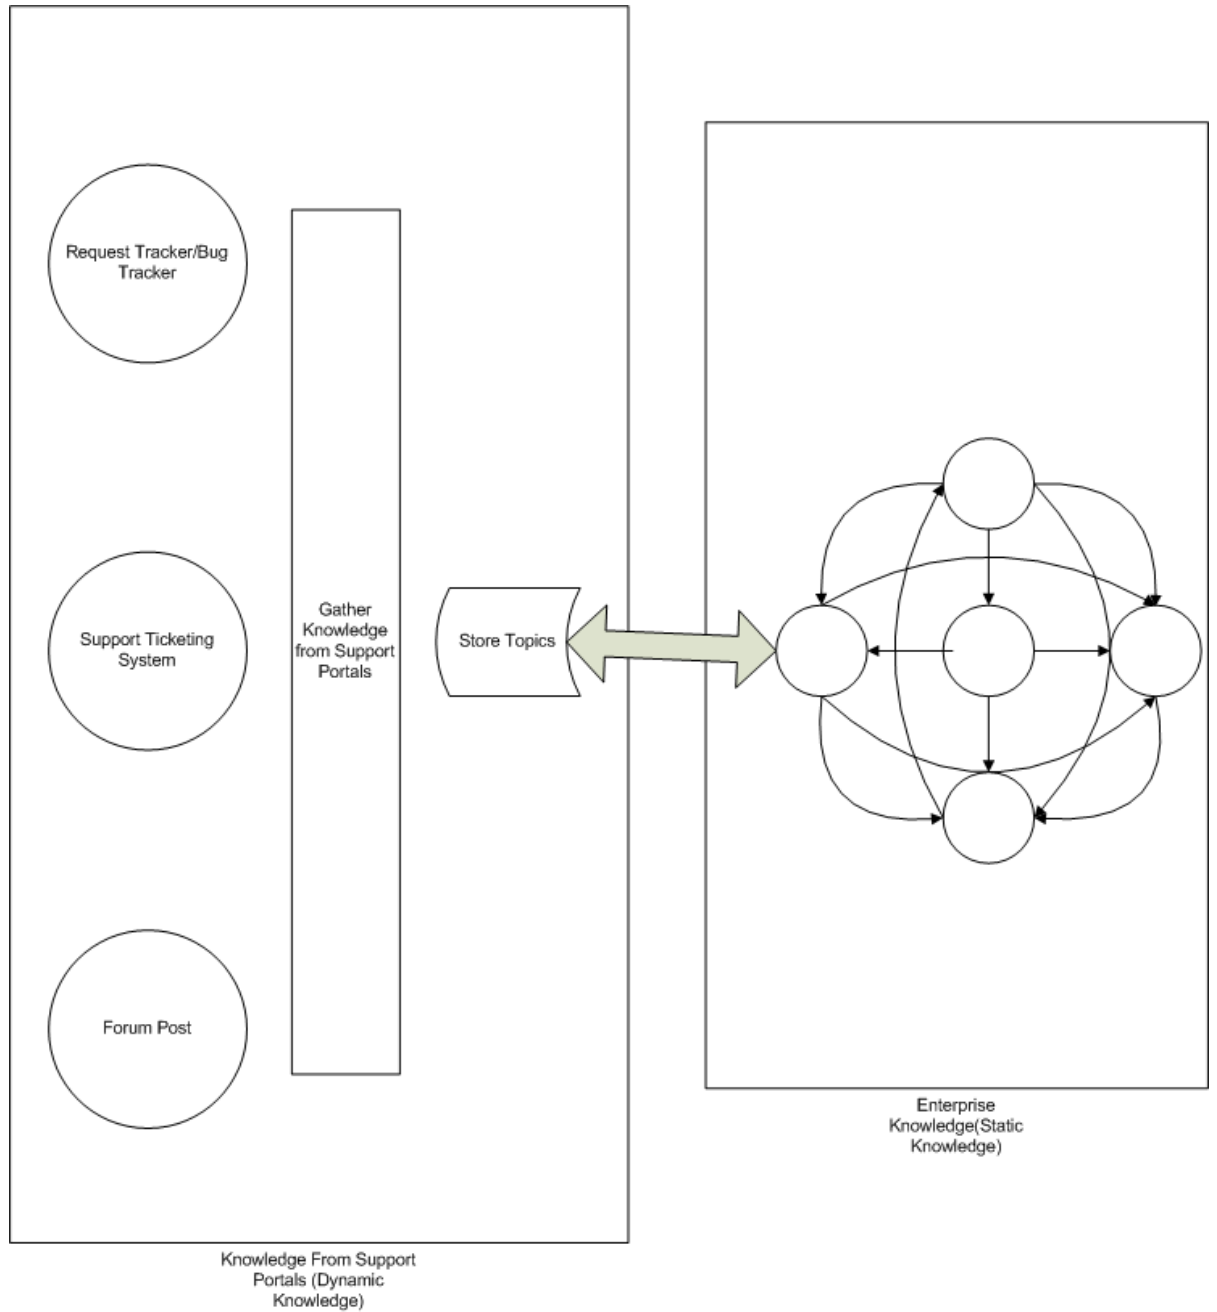 Request Tracker/Bug
Tracker
Support Ticketing
System
Forum Post
Gather
Knowledge
from Support
Portals
Store Topics
Knowledge From Support
Portals (Dynamic
Knowledge)
Enterprise
Knowledge(Static
Knowledge)